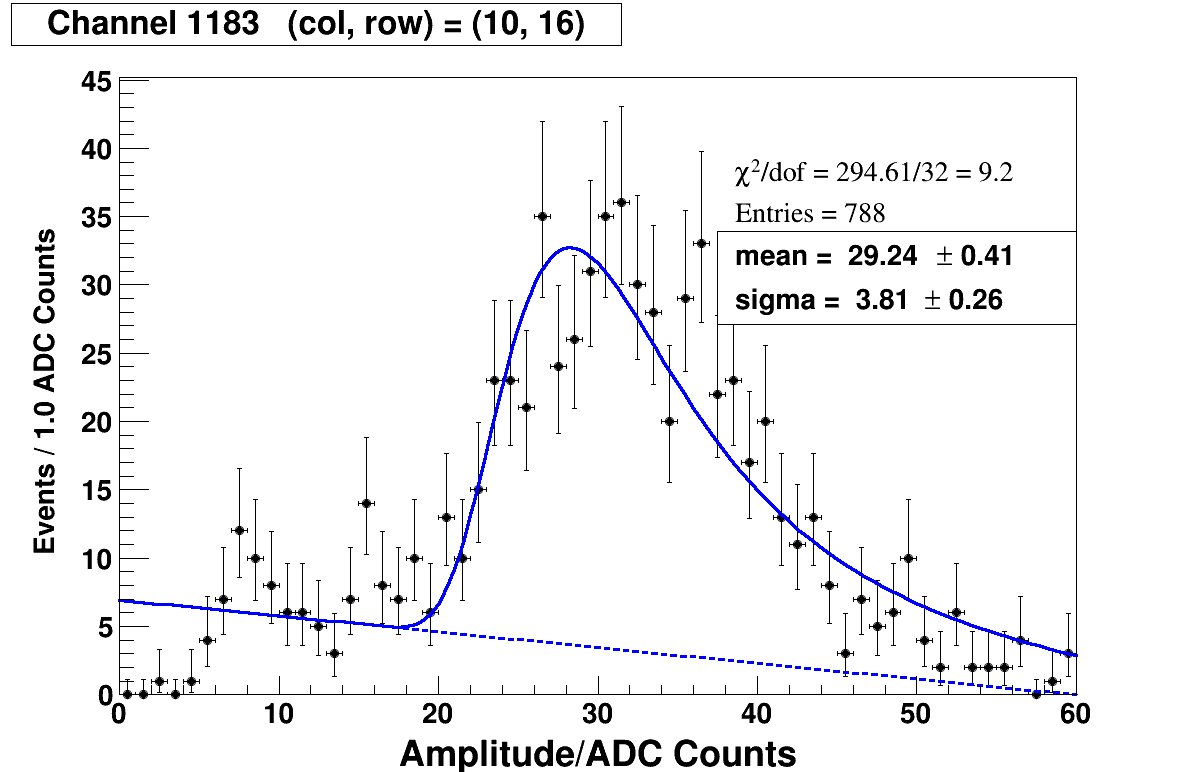 Channel 1183 (col, row) = (10, 16)
45
40
35
30
25
20
15
10
5
0
Events / 1.0 ADC Counts
χ²/dof = 294.61/32 = 9.2
Entries = 788
mean = 29.24 ± 0.41
sigma = 3.81 ± 0.26
0 10 20 30 40 50 60
Amplitude/ADC Counts